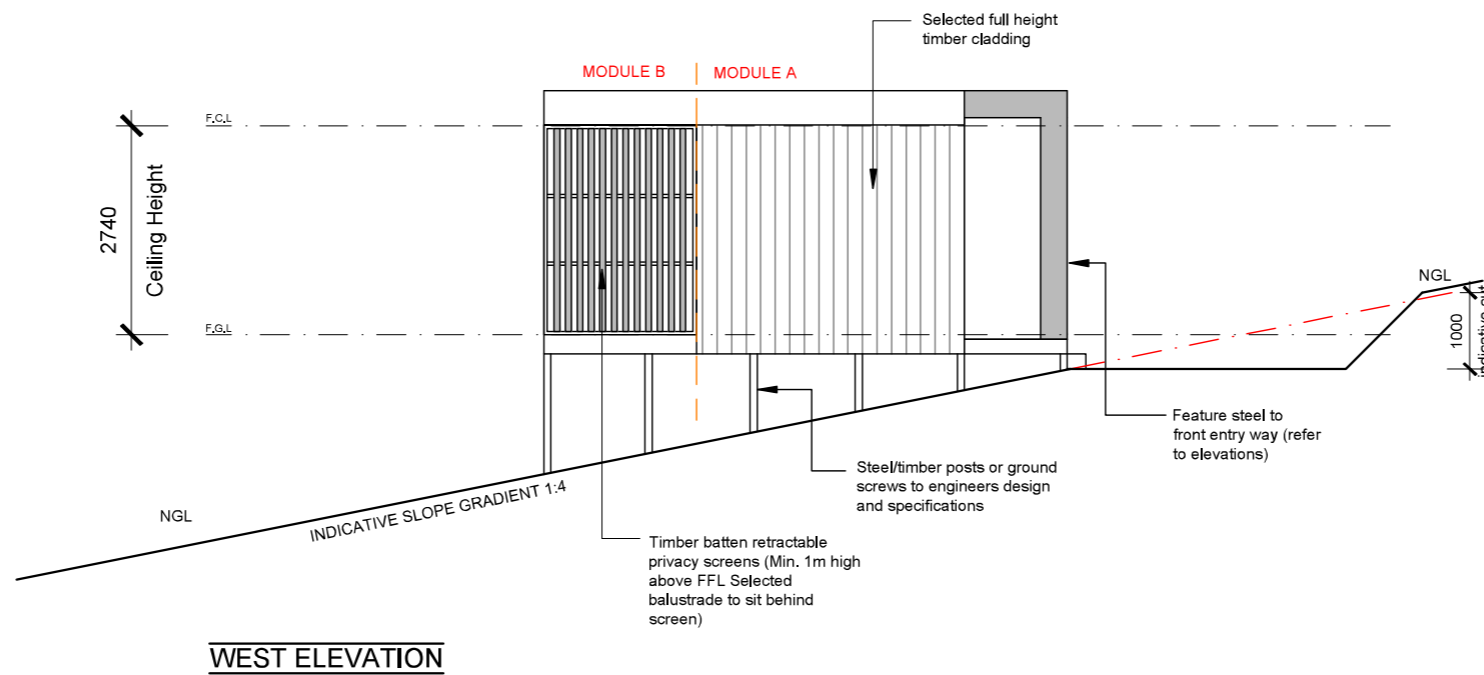 Selected full height
timber cladding
MODULE B
MODULE A
F.C.L
2740
Ceiling Height
F.G.L
NGL
1000
indicative cut
Feature steel to
front entry way (refer
to elevations)
Steel/timber posts or ground
screws to engineers design
and specifications
INDICATIVE SLOPE GRADIENT 1:4
NGL
Timber batten retractable
privacy screens (Min. 1m high
above FFL Selected
balustrade to sit behind
screen)
WEST ELEVATION